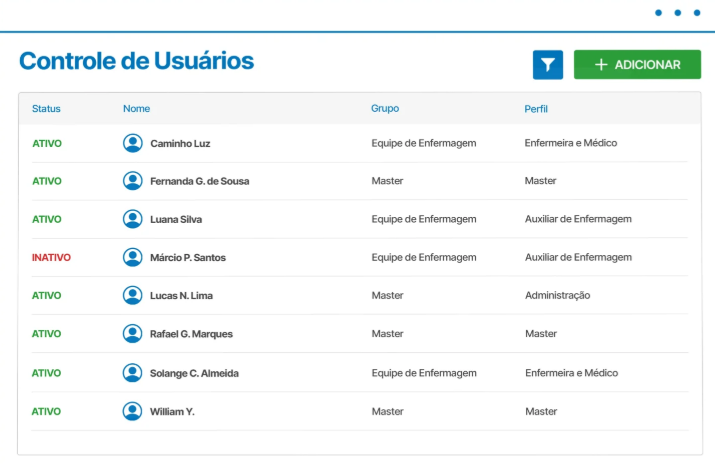 Controle de Usuários
+ ADICIONAR
Status Nome Grupo Perfil
ATIVO Caminho Luz Equipe de Enfermagem Enfermeira e Médico
ATIVO Fernanda G. de Sousa Master Master
ATIVO Luana Silva Equipe de Enfermagem Auxiliar de Enfermagem
INATIVO Márcio P. Santos Equipe de Enfermagem Auxiliar de Enfermagem
ATIVO Lucas N. Lima Master Administração
ATIVO Rafael G. Marques Master Master
ATIVO Solange C. Almeida Equipe de Enfermagem Enfermeira e Médico
ATIVO William Y. Master Master